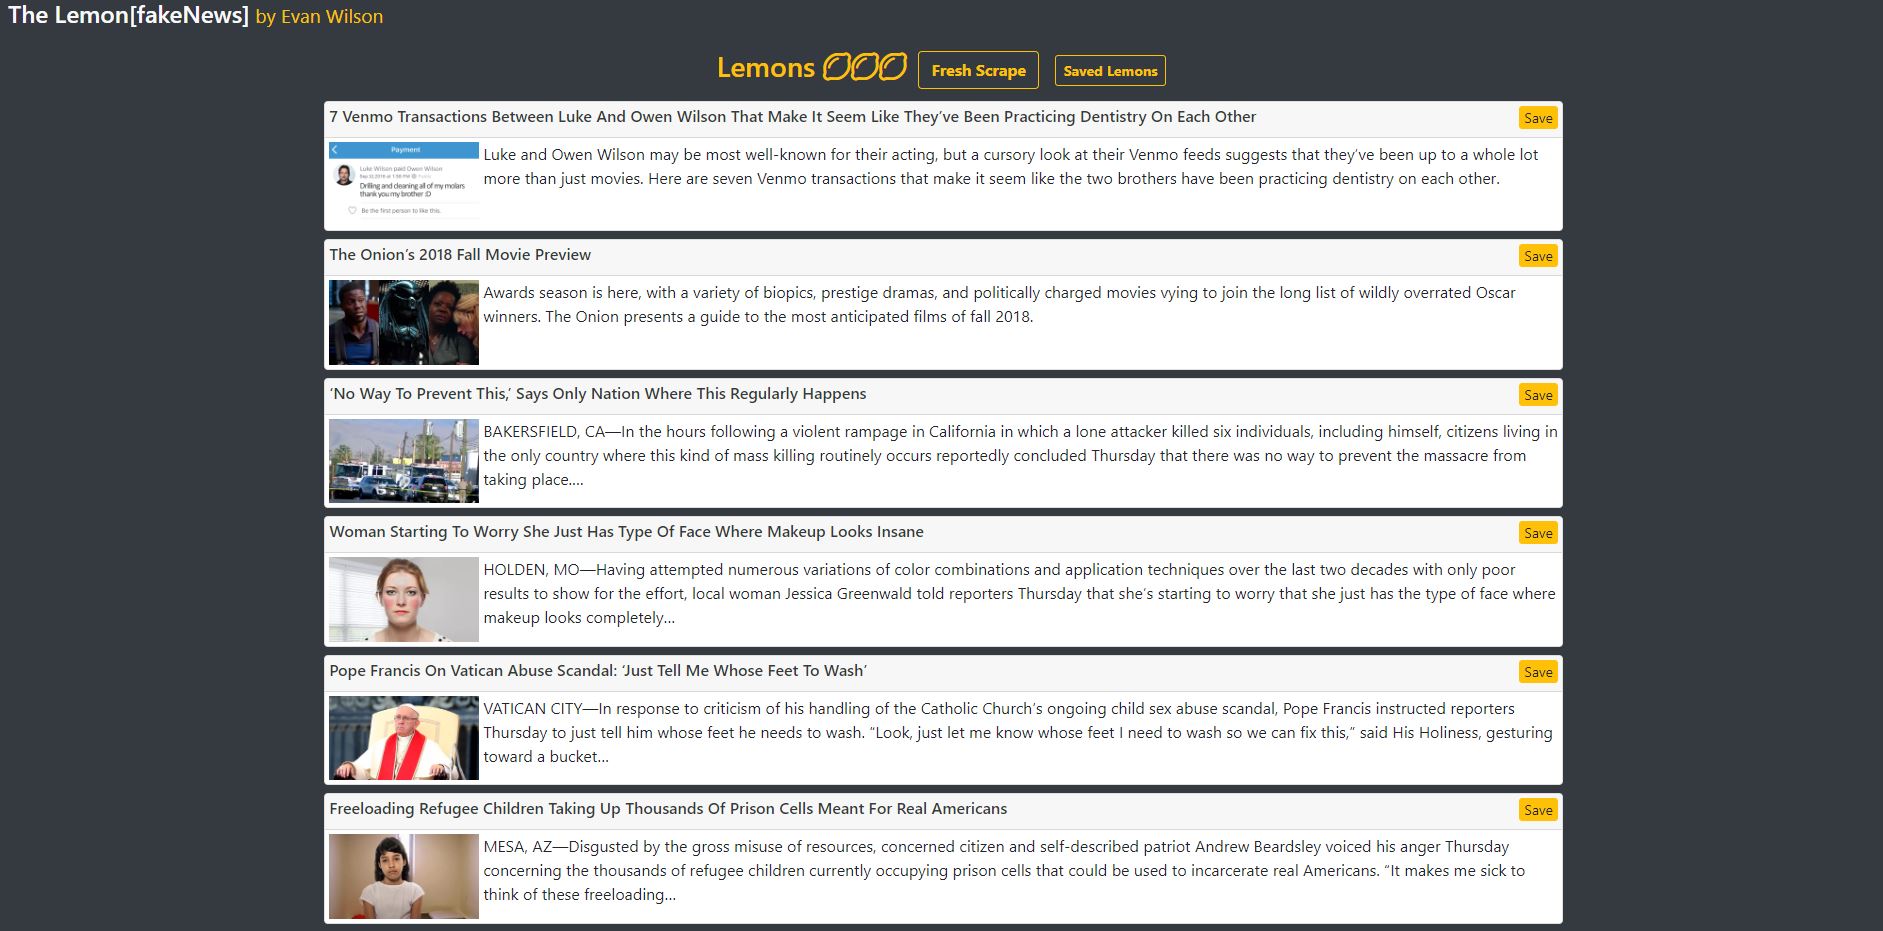 The Lemon[fakeNews] by Evan Wilson
Lemons Fresh Scrape Saved Lemons
7 Venmo Transactions Between Luke And Owen Wilson That Make It Seem Like They’ve Been Practicing Dentistry On Each Other Save
Payment
Luke Wilson paid Owen Wilson
Drilling and cleaning all of my molars
thank you my brother :D
Be the first person to like this.
Luke and Owen Wilson may be most well-known for their acting, but a cursory look at their Venmo feeds suggests that they’ve been up to a whole lot
more than just movies. Here are seven Venmo transactions that make it seem like the two brothers have been practicing dentistry on each other.
The Onion’s 2018 Fall Movie Preview Save
Awards season is here, with a variety of biopics, prestige dramas, and politically charged movies vying to join the long list of wildly overrated Oscar
winners. The Onion presents a guide to the most anticipated films of fall 2018.
‘No Way To Prevent This,’ Says Only Nation Where This Regularly Happens Save
BAKERSFIELD, CA—In the hours following a violent rampage in California in which a lone attacker killed six individuals, including himself, citizens living in
the only country where this kind of mass killing routinely occurs reportedly concluded Thursday that there was no way to prevent the massacre from
taking place....
Woman Starting To Worry She Just Has Type Of Face Where Makeup Looks Insane Save
HOLDEN, MO—Having attempted numerous variations of color combinations and application techniques over the last two decades with only poor
results to show for the effort, local woman Jessica Greenwald told reporters Thursday that she’s starting to worry that she just has the type of face where
makeup looks completely...
Pope Francis On Vatican Abuse Scandal: ‘Just Tell Me Whose Feet To Wash’ Save
VATICAN CITY—In response to criticism of his handling of the Catholic Church’s ongoing child sex abuse scandal, Pope Francis instructed reporters
Thursday to just tell him whose feet he needs to wash. “Look, just let me know whose feet I need to wash so we can fix this,” said His Holiness, gesturing
toward a bucket...
Freeloading Refugee Children Taking Up Thousands Of Prison Cells Meant For Real Americans Save
MESA, AZ—Disgusted by the gross misuse of resources, concerned citizen and self-described patriot Andrew Beardsley voiced his anger Thursday
concerning the thousands of refugee children currently occupying prison cells that could be used to incarcerate real Americans. “It makes me sick to
think of these freeloading...